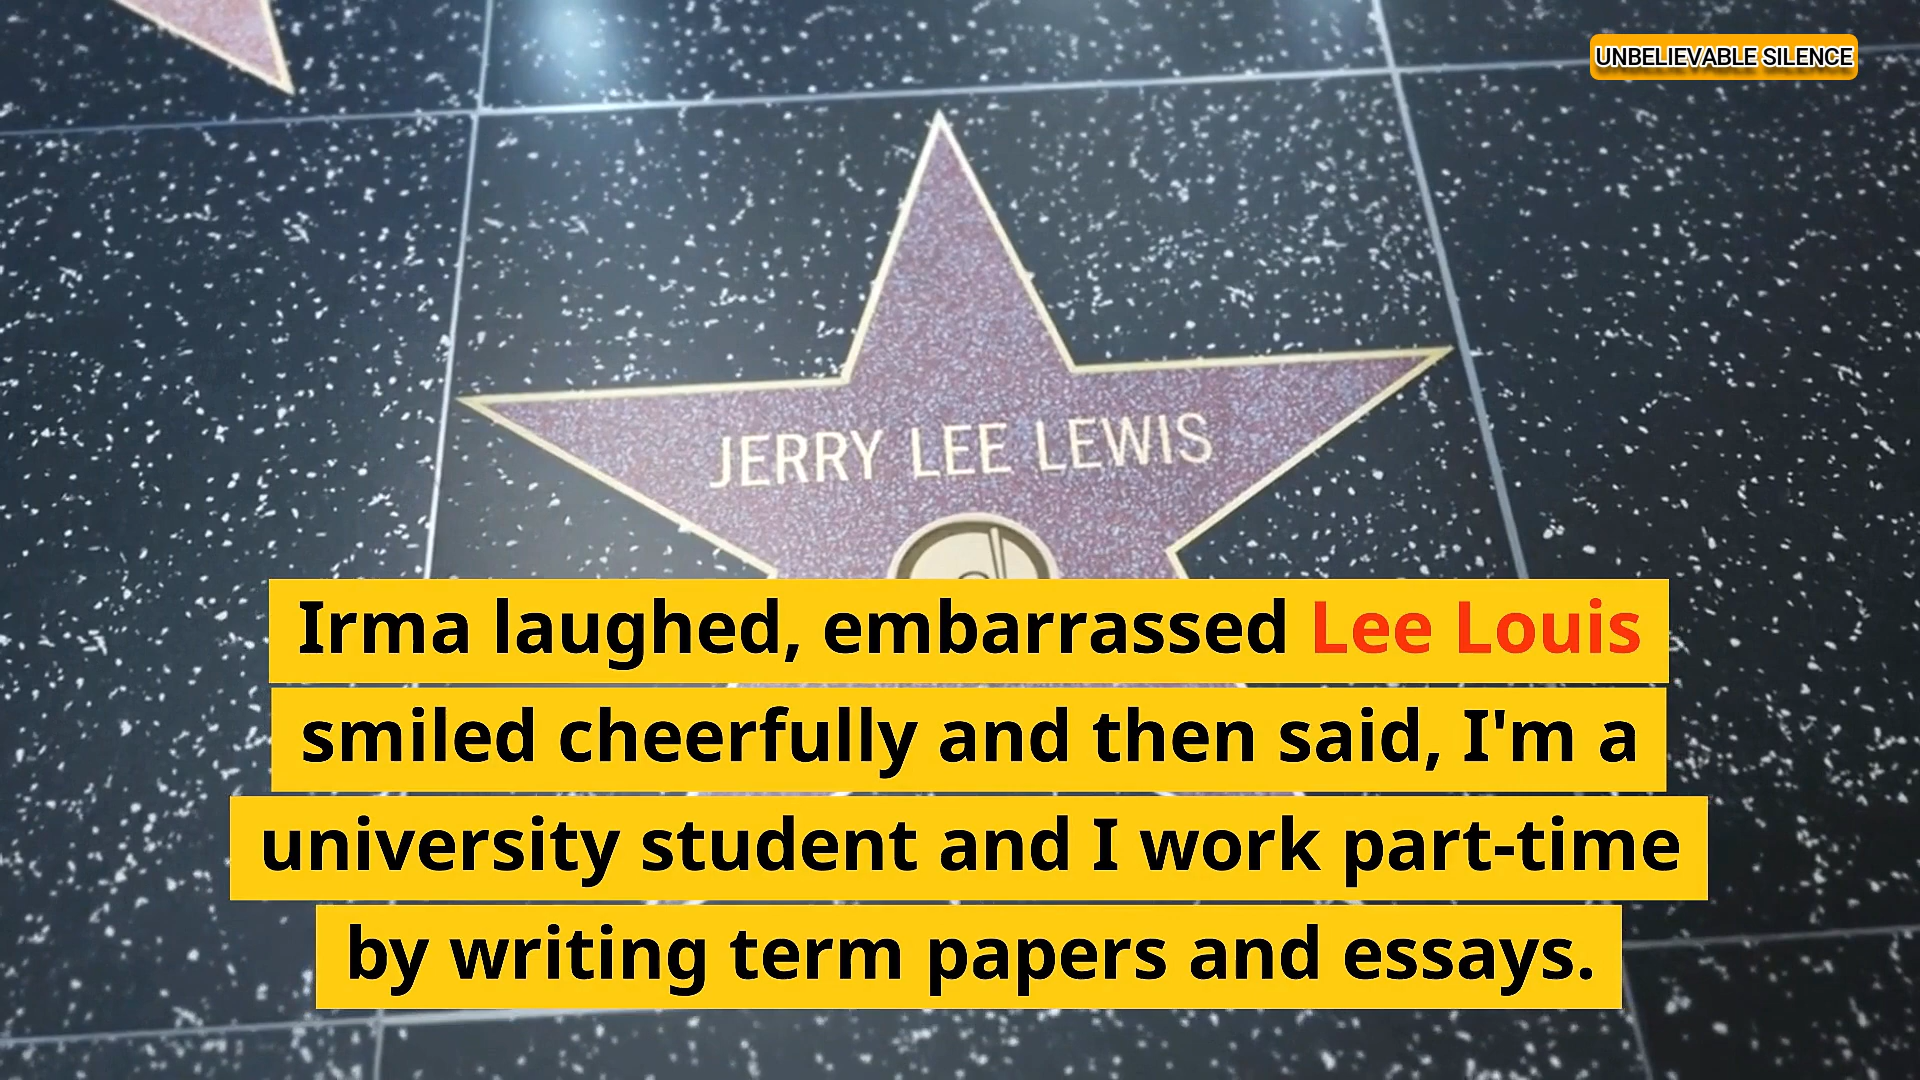 UNBELIEVABLE SILENCE
JERRY LEE LEWIS
Irma laughed, embarrassed Lee Louis
smiled cheerfully and then said, I'm a
university student and I work part-time
by writing term papers and essays.